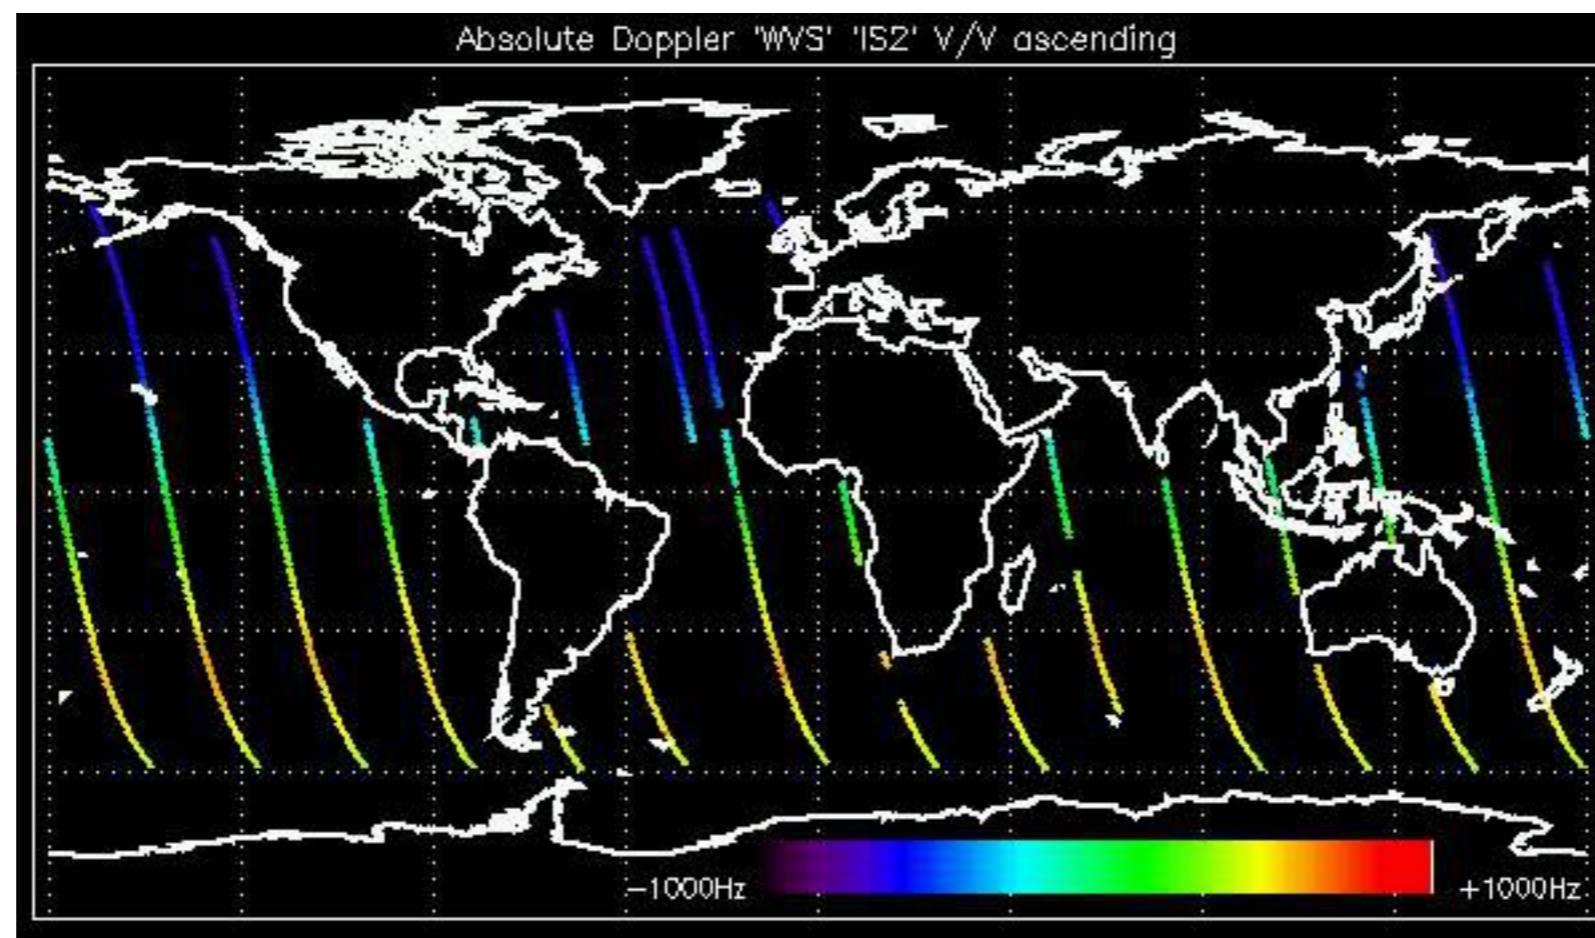 Absolute Doppler 'WVS' 'IS2' V/V ascending
−1000Hz +1000Hz